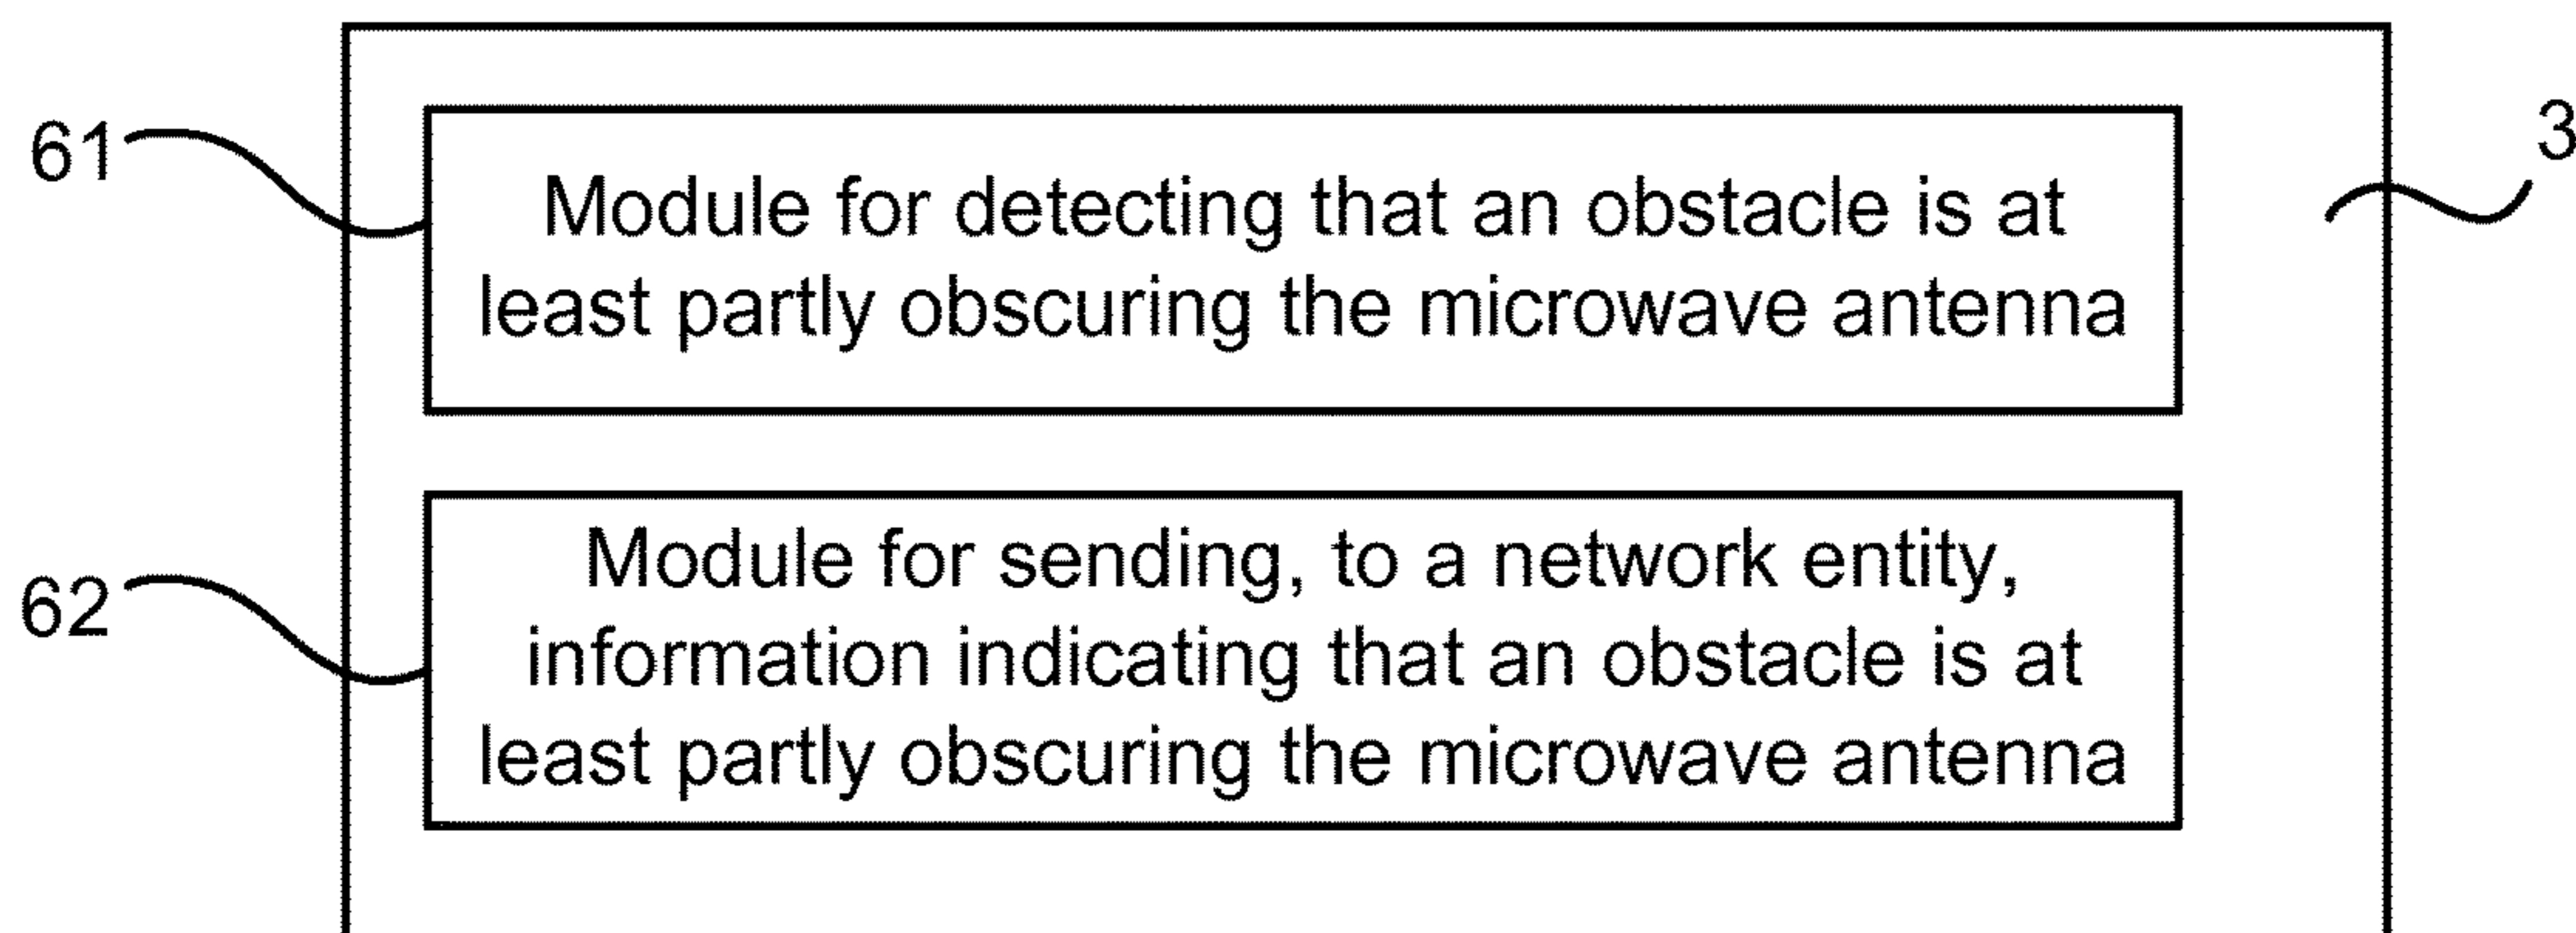 61
3
Module for detecting that an obstacle is at
least partly obscuring the microwave antenna
62
Module for sending, to a network entity,
information indicating that an obstacle is at
least partly obscuring the microwave antenna